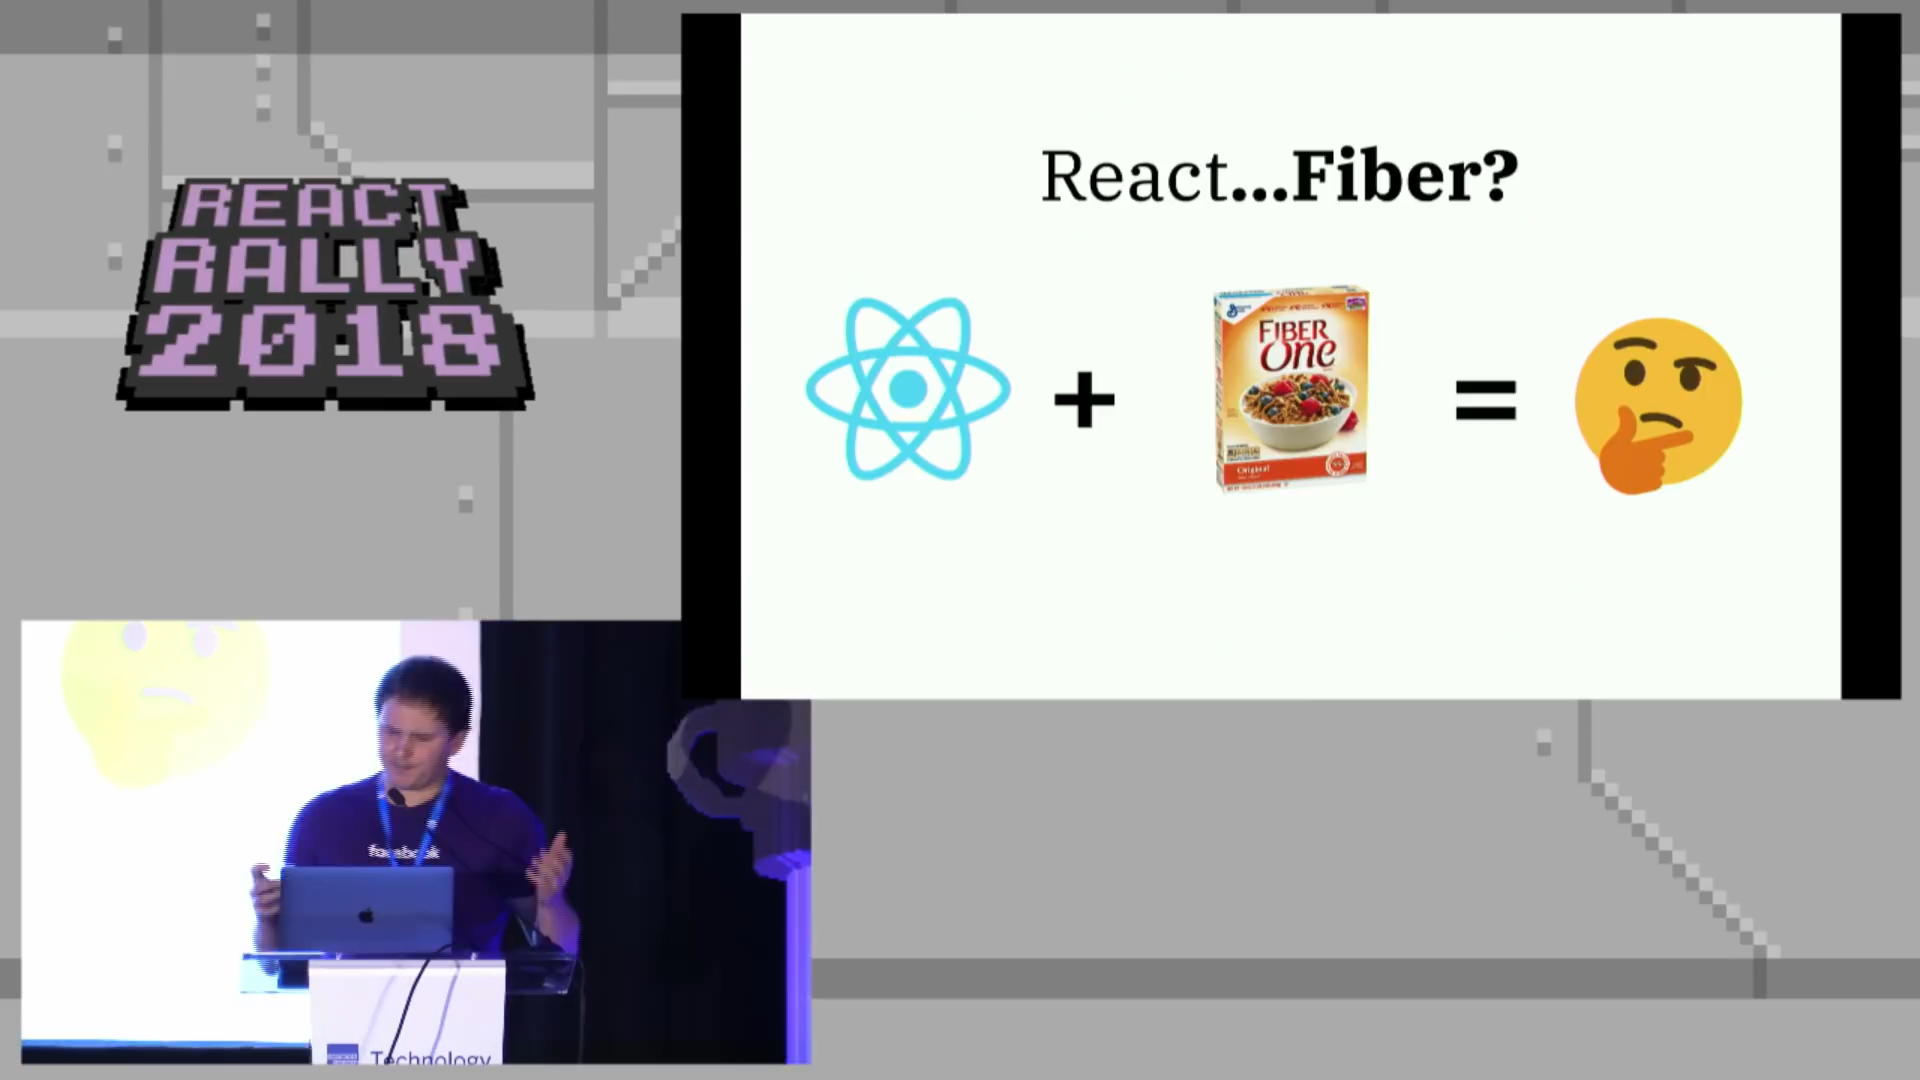 REACT
RALLY
2018
React...Fiber?
FIBER
One
Original
facebook
Technology